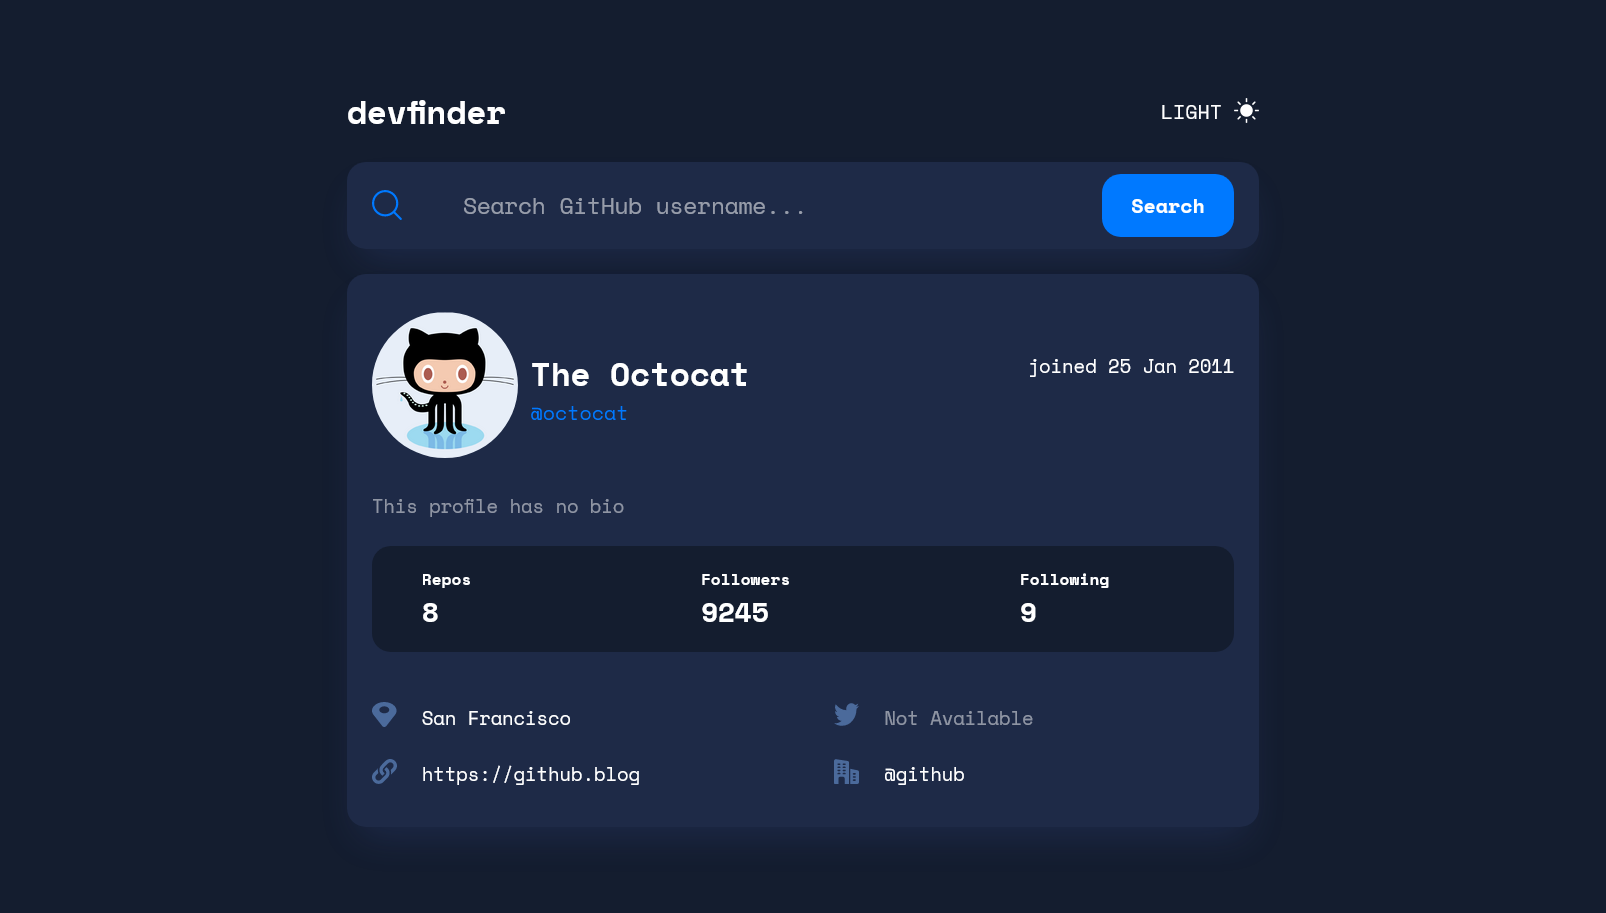 devfinder
LIGHT
Search GitHub username...
Search
The Octocat
joined 25 Jan 2011
@octocat
This profile has no bio
Repos Followers Following
8 9245 9
San Francisco
Not Available
https://github.blog
@github